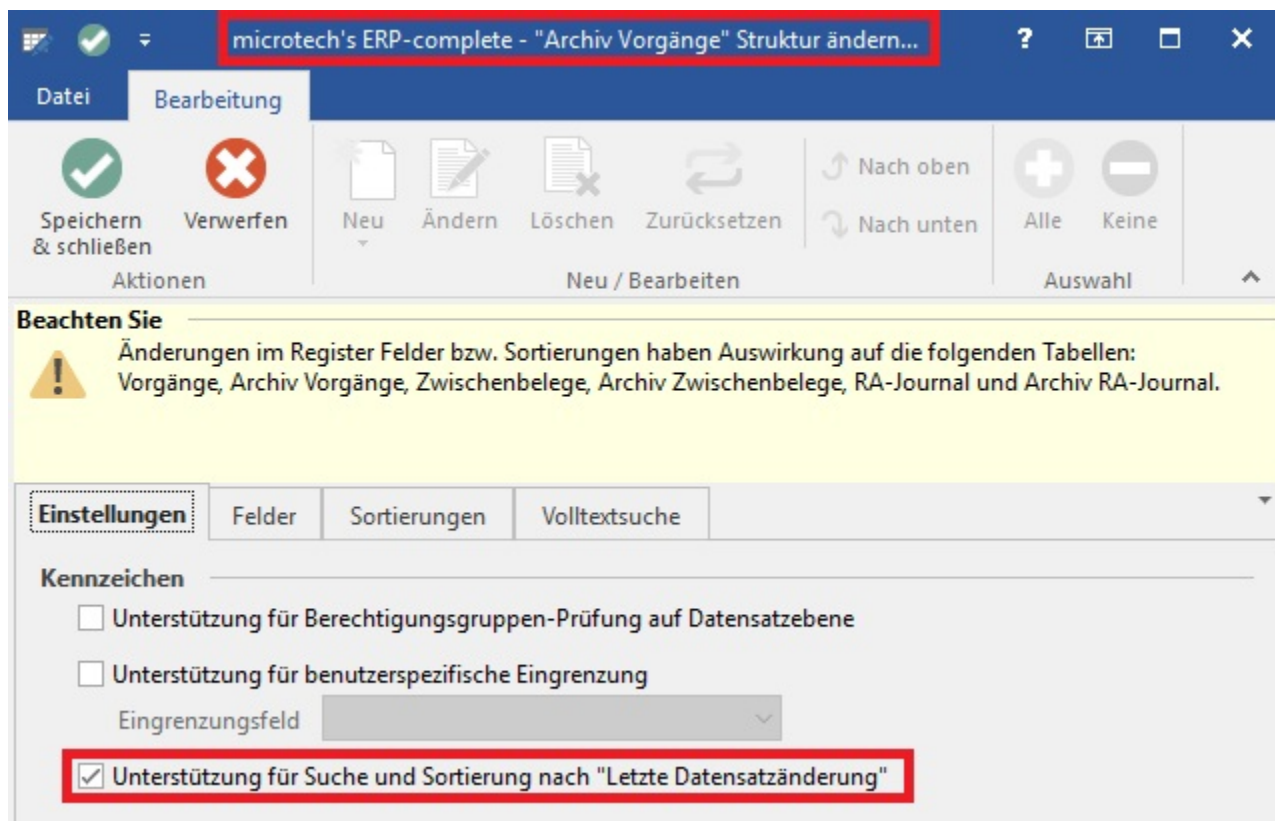 microtech's ERP-complete - "Archiv Vorgänge" Struktur ändern...
Datei Bearbeitung
Speichern & schließen
Verwerfen
Neu
Ändern
Löschen
Zurücksetzen
Nach oben
Nach unten
Alle
Keine
Aktionen
Neu / Bearbeiten
Auswahl
Beachten Sie
Änderungen im Register Felder bzw. Sortierungen haben Auswirkung auf die folgenden Tabellen:
Vorgänge, Archiv Vorgänge, Zwischenbelege, Archiv Zwischenbelege, RA-Journal und Archiv RA-Journal.
Einstellungen Felder Sortierungen Volltextsuche
Kennzeichen
Unterstützung für Berechtigungsgruppen-Prüfung auf Datensatzebene
Unterstützung für benutzerspezifische Eingrenzung
Eingrenzungsfeld
Unterstützung für Suche und Sortierung nach "Letzte Datensatzänderung"